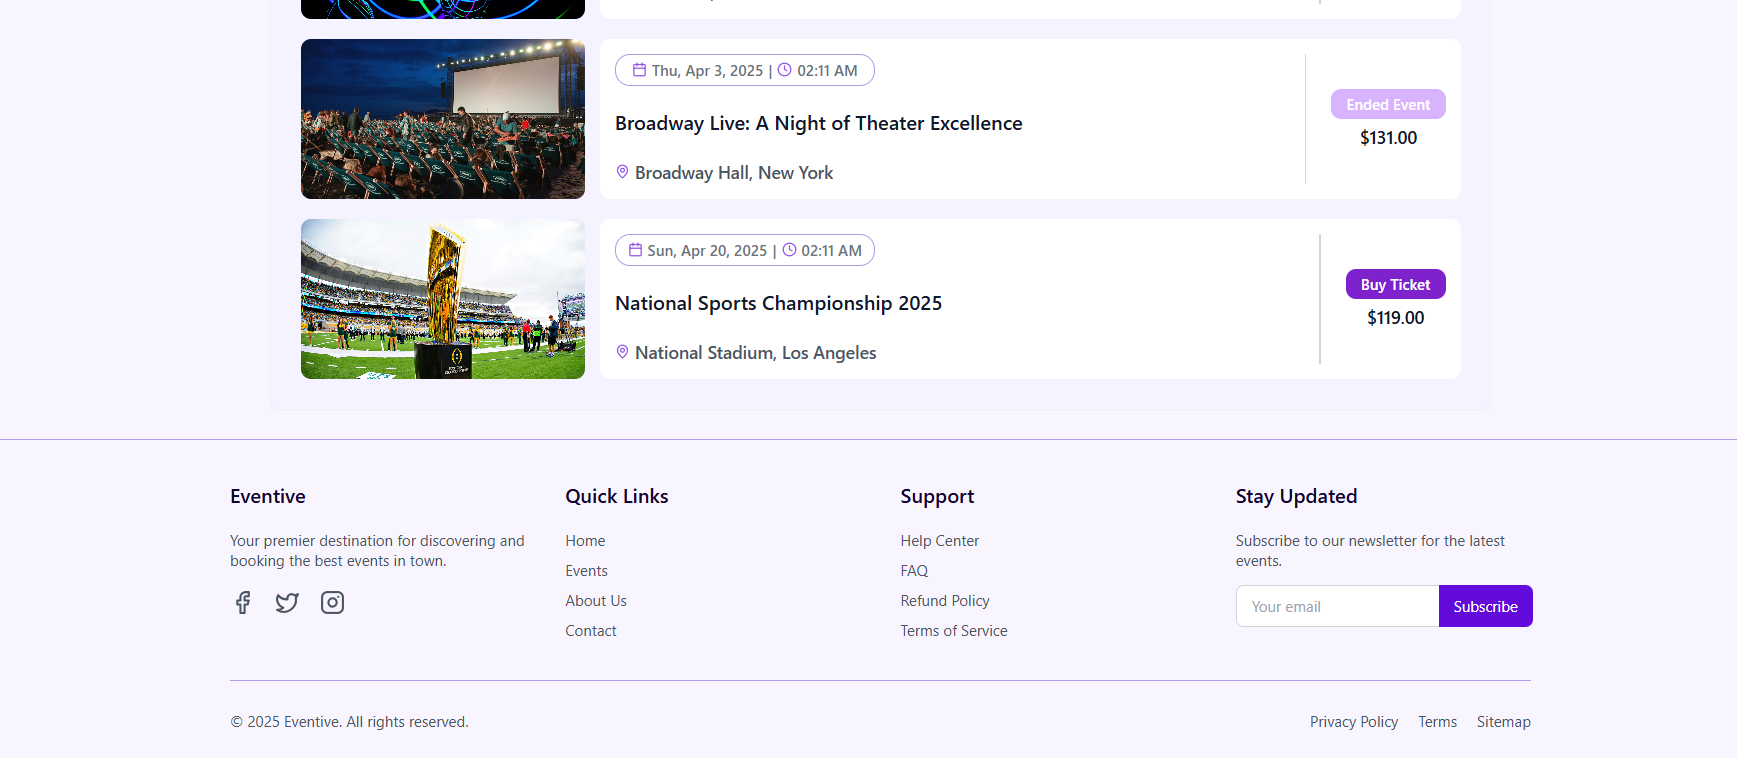 Thu, Apr 3, 2025 | 02:11 AM
Broadway Live: A Night of Theater Excellence
Broadway Hall, New York
Ended Event
$131.00
Sun, Apr 20, 2025 | 02:11 AM
National Sports Championship 2025
National Stadium, Los Angeles
Buy Ticket
$119.00
Eventive
Your premier destination for discovering and
booking the best events in town.
Quick Links
Home
Events
About Us
Contact
Support
Help Center
FAQ
Refund Policy
Terms of Service
Stay Updated
Subscribe to our newsletter for the latest
events.
Your email
Subscribe
© 2025 Eventive. All rights reserved.
Privacy Policy Terms Sitemap